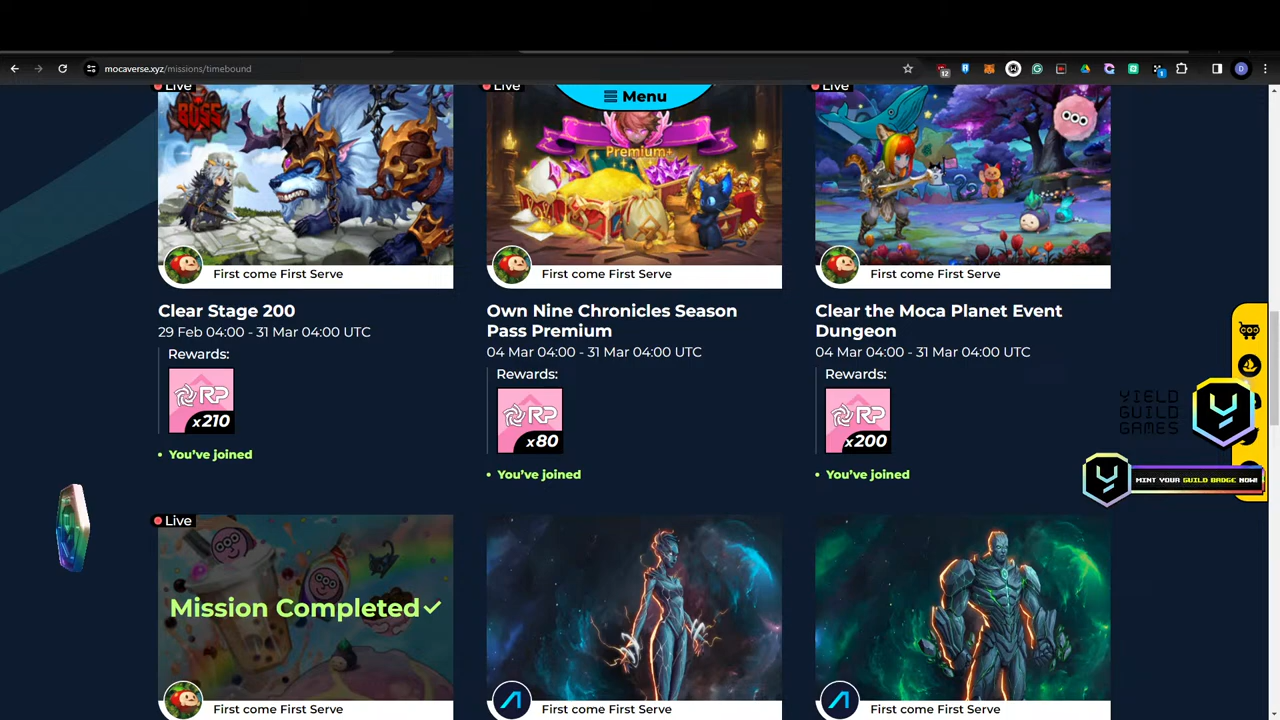 mocaverse.xyz/missions/timebound
12
1
D
Menu
Live
Live
Live
BOSS
Premium+
First come First Serve
First come First Serve
First come First Serve
Clear Stage 200
29 Feb 04:00 - 31 Mar 04:00 UTC
Rewards:
RP
x210
You've joined
Own Nine Chronicles Season
Pass Premium
04 Mar 04:00 - 31 Mar 04:00 UTC
Rewards:
RP
x80
You've joined
Clear the Moca Planet Event
Dungeon
04 Mar 04:00 - 31 Mar 04:00 UTC
Rewards:
RP
x200
You've joined
YIELD
GUILD
GAMES
MINT YOUR GUILD BADGE NOW!
Live
Mission Completed
First come First Serve
First come First Serve
First come First Serve